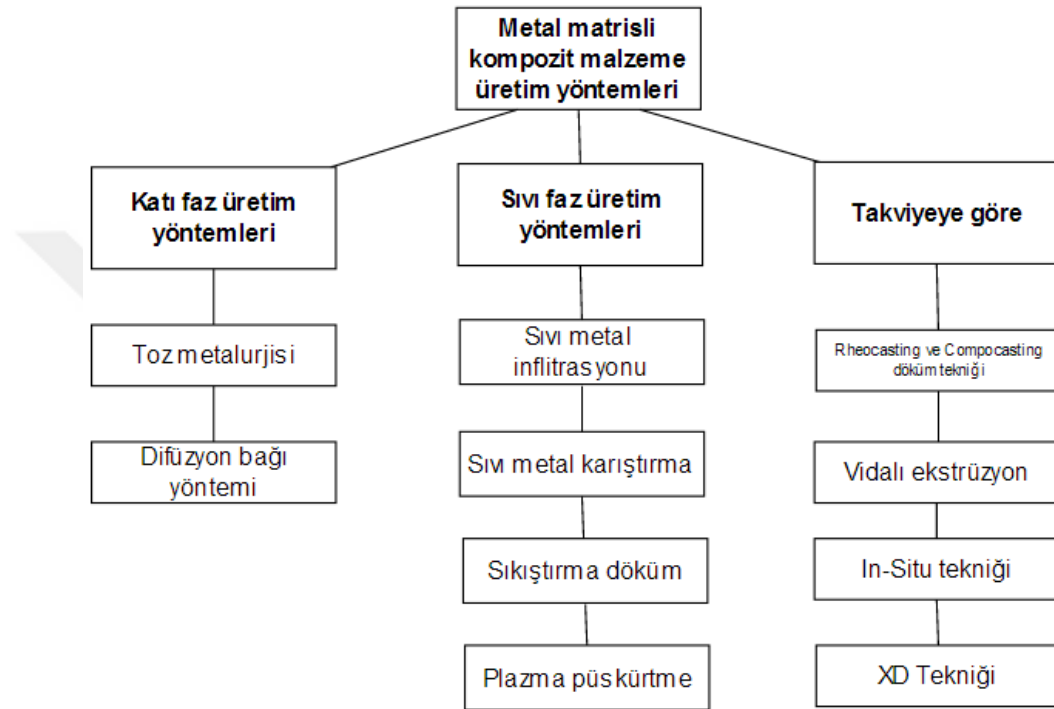 Metal matrisli
kompozit malzeme
üretim yöntemleri
Katı faz üretim
yöntemleri
Sıvı faz üretim
yöntemleri
Takviyeye göre
Toz metalurjisi
Difüzyon bağı
yöntemi
Sıvı metal
inflitrasyonu
Sıvı metal karıştırma
Sıkıştırma döküm
Plazma püskürtme
Rheocasting ve Compocasting
döküm tekniği
Vidalı ekstrüzyon
In-Situ tekniği
XD Tekniği